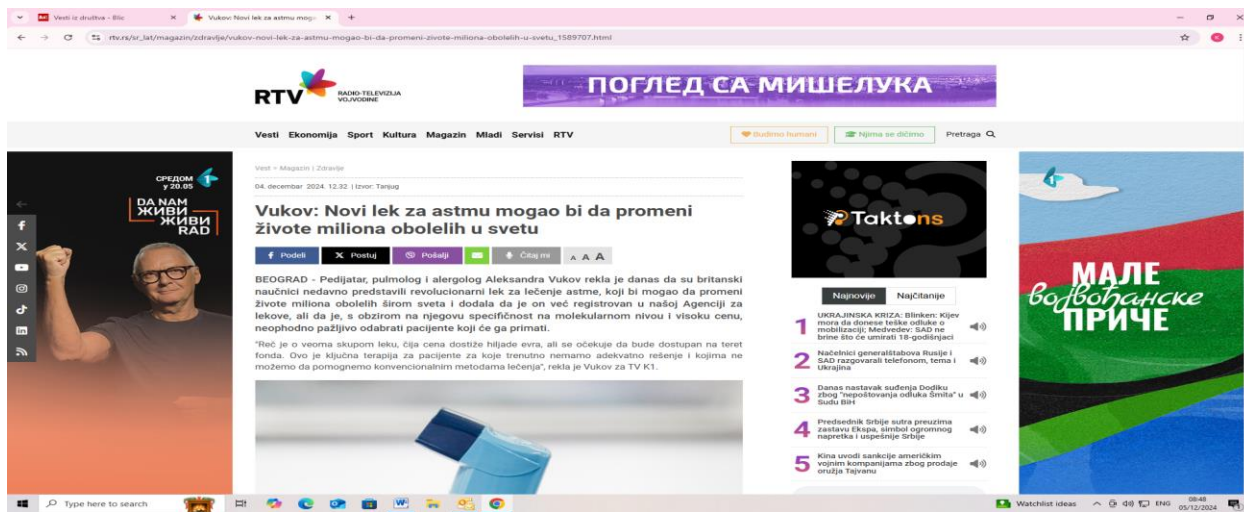 Vesti iz društva - Blic
Vukov: Novi lek za astmu mog
rtv.rs/sr_lat/magazin/zdravlje/vukov-novi-lek-za-astmu-mogao-bi-da-promeni-zivote-miliona-obolelih-u-svetu_1589707.html
RTV
RADIO-TELEVIZIJA
VOJVODINE
ПОГЛЕД СА МИШЕЛУКА
Vesti Ekonomija Sport Kultura Magazin Mladi Servisi RTV
Budimo humani
Njima se dičimo
Pretraga
СРЕДОМ
у 20.05
1
DA NAM
ЖИВИ
ЖИВИ
RAD
Vesti > Magazin | Zdravlje
04. decembar 2024. 12.32 | Izvor: Tanjug
Vukov: Novi lek za astmu mogao bi da promeni
živote miliona obolelih u svetu
Podeli
Postuj
Pošalji
Čitaj mi
A A A
BEOGRAD - Pedijatar, pulmolog i alergolog Aleksandra Vukov rekla je danas da su britanski
naučnici nedavno predstavili revolucionarni lek za lečenje astme, koji bi mogao da promeni
živote miliona obolelih širom sveta i dodala da je on već registrovan u našoj Agenciji za
lekove, ali da je, s obzirom na njegovu specifičnost na molekularnom nivou i visoku cenu,
neophodno pažljivo odabrati pacijente koji će ga primati.
"Reč je o veoma skupom leku, čija cena dostiže hiljade evra, ali se očekuje da bude dostupan na teret
fonda. Ovo je ključna terapija za pacijente za koje trenutno nemamo adekvatno rešenje i kojima ne
možemo da pomognemo konvencionalnim metodama lečenja", rekla je Vukov za TV K1.
Taktons
Najnovije
Najčitanije
1
UKRAJINSKA KRIZA: Blinken: Kijev
mora da donese teške odluke o
mobilizaciji; Medvedev: SAD ne
brine što će umirati 18-godišnjaci
2
Načelnici generalštabova Rusije i
SAD razgovarali telefonom, tema i
Ukrajina
3
Danas nastavak suđenja Dodiku
zbog "nepoštovanja odluka Šmita" u
Sudu BiH
4
Predsednik Srbije sutra preuzima
zastavu Ekspa, simbol ogromnog
napretka i uspešnije Srbije
5
Kina uvodi sankcije američkim
vojnim kompanijama zbog prodaje
oružja Tajvanu
1
МАЛЕ
војвођанске
ПРИЧЕ
Type here to search
Watchlist ideas
ENG
08:48
05/12/2024